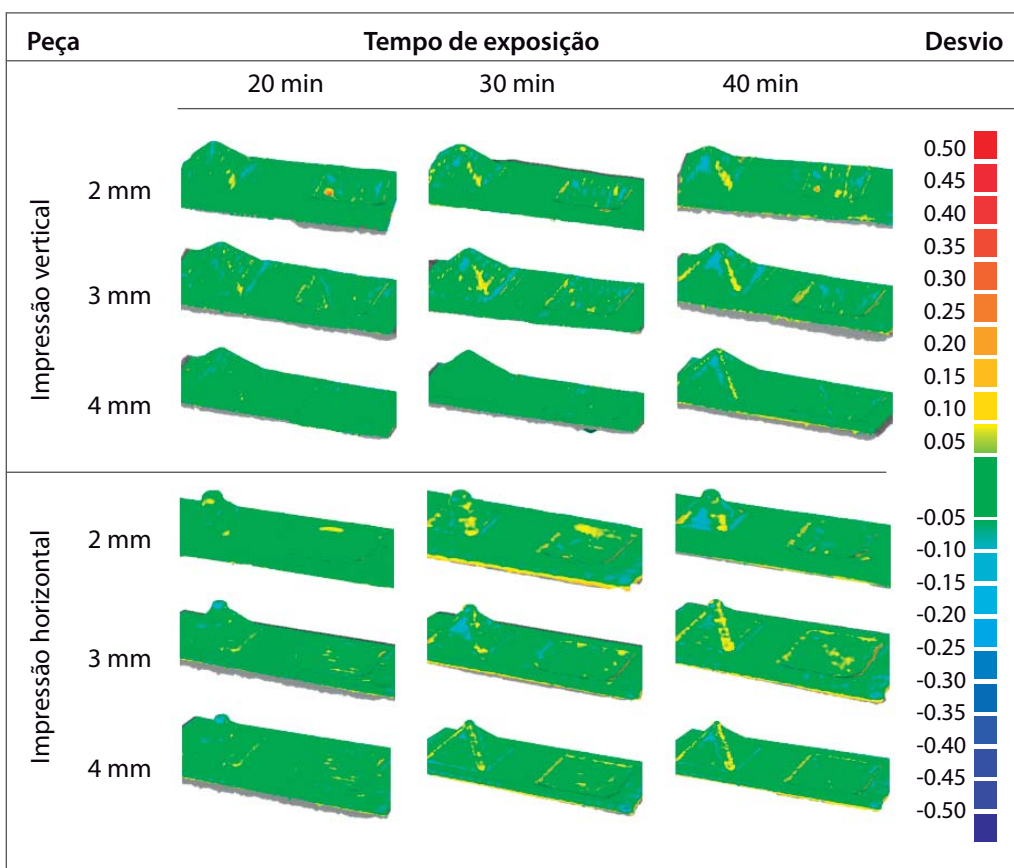 Peça Tempo de exposição Desvio
20 min 30 min 40 min
Impressão vertical
2 mm
3 mm
4 mm
Impressão horizontal
2 mm
3 mm
4 mm
0.50
0.45
0.40
0.35
0.30
0.25
0.20
0.15
0.10
0.05
-0.05
-0.10
-0.15
-0.20
-0.25
-0.30
-0.35
-0.40
-0.45
-0.50